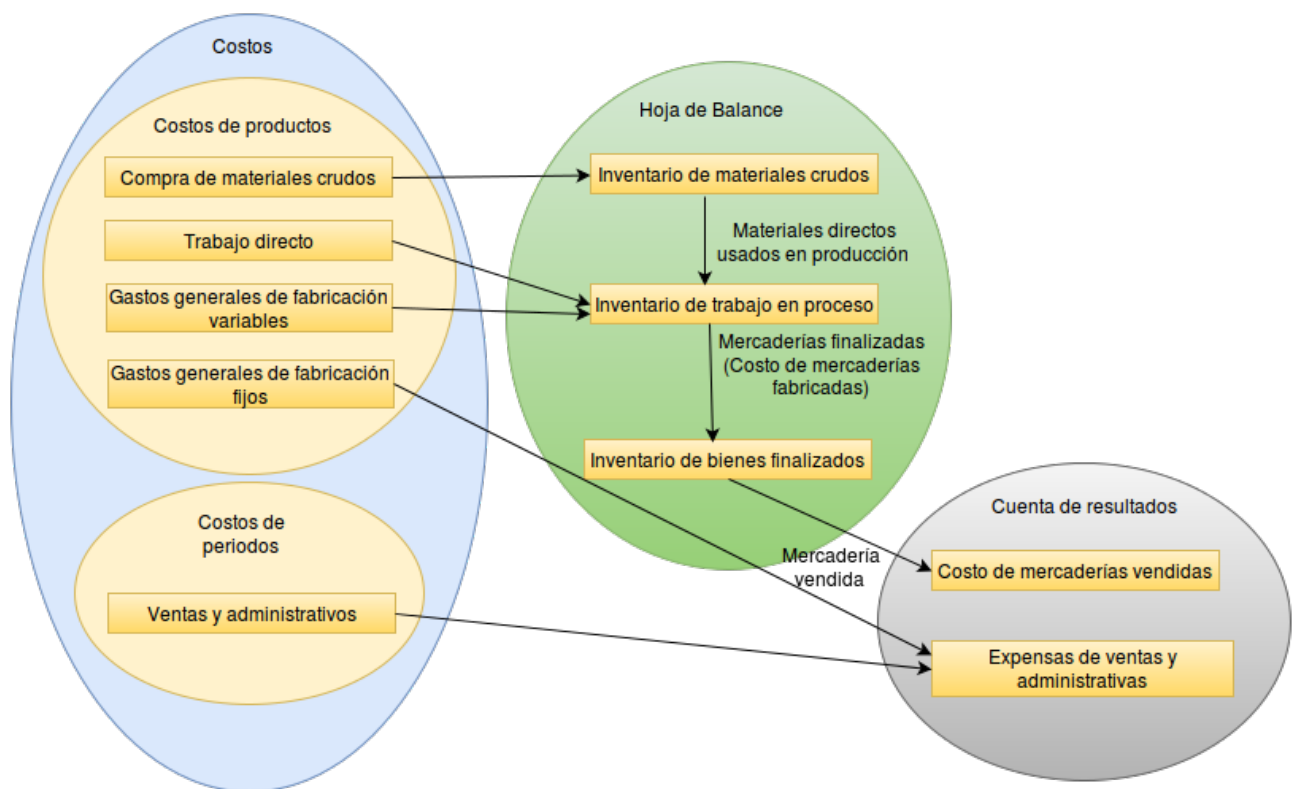 Costos
Costos de productos
Compra de materiales crudos
Trabajo directo
Gastos generales de fabricación
variables
Gastos generales de fabricación
fijos
Costos de
periodos
Ventas y administrativos
Hoja de Balance
Inventario de materiales crudos
Materiales directos
usados en producción
Inventario de trabajo en proceso
Mercaderías finalizadas
(Costo de mercaderías
fabricadas)
Inventario de bienes finalizados
Mercadería
vendida
Cuenta de resultados
Costo de mercaderías vendidas
Expensas de ventas y
administrativas